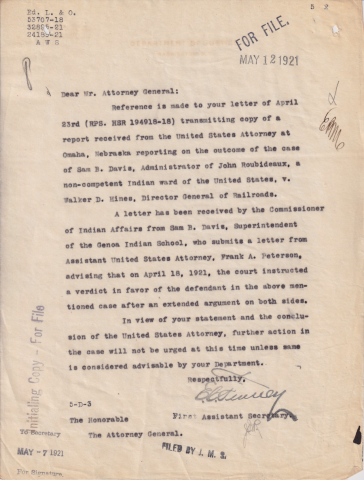 Ed. L. & O.
53707-18
32829-21
24185-21
A W S
FOR FILE.
MAY 12 1921
Dear Mr. Attorney General:
Reference is made to your letter of April
23rd (RPS. HSR 194918-18) transmitting copy of a
report received from the United States Attorney at
Omaha, Nebraska reporting on the outcome of the case
of Sam B. Davis, Administrator of John Roubideaux, a
non-competent Indian ward of the United States, v.
Walker D. Hines, Director General of Railroads.
A letter has been received by the Commissioner
of Indian Affairs from Sam B. Davis, Superintendent
of the Genoa Indian School, who submits a letter from
Assistant United States Attorney, Frank A. Peterson,
advising that on April 18, 1921, the court instructed
a verdict in favor of the defendant in the above men-
tioned case after an extended argument on both sides.
In view of your statement and the conclu-
sion of the United States Attorney, further action in
the case will not be urged at this time unless same
is considered advisable by your Department.
Respectfully,
5-D-3
First Assistant Secretary.
The Honorable
The Attorney General.
FILED BY J. M. S.
Initialing Copy - For File
To Secretary
MAY -7 1921
For Signature.